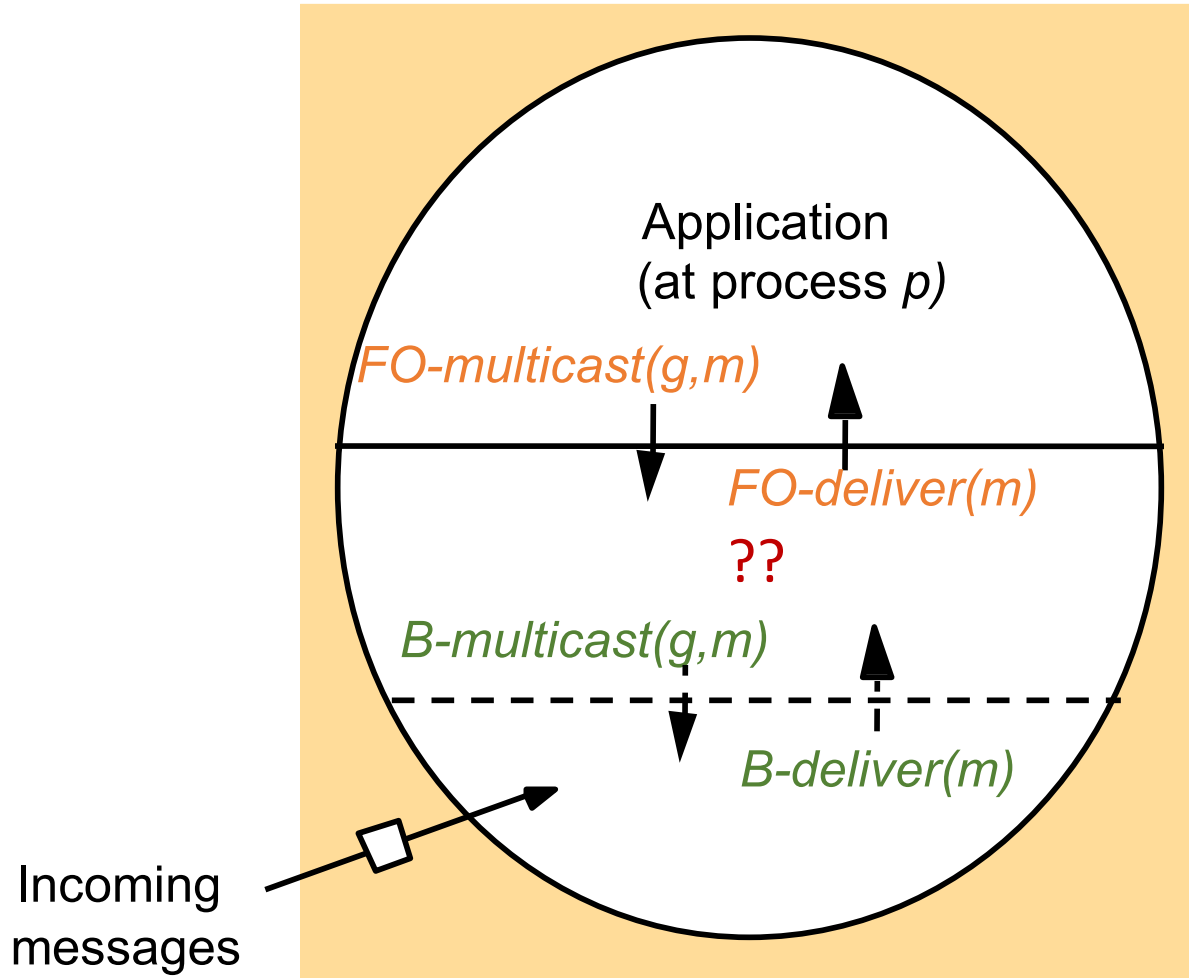 Application
(at process p)
FO-multicast(g,m)
FO-deliver(m)
??
B-multicast(g,m)
B-deliver(m)
Incoming
messages